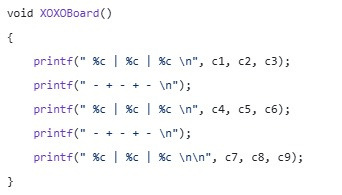 void XOXOBoard()
{
    printf(" %c | %c | %c \n", c1, c2, c3);
    printf(" - + - + - \n");
    printf(" %c | %c | %c \n", c4, c5, c6);
    printf(" - + - + - \n");
    printf(" %c | %c | %c \n\n", c7, c8, c9);
}